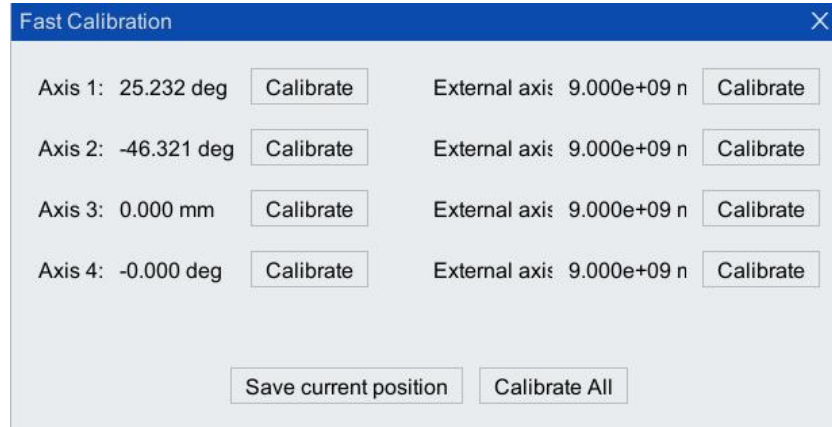 Fast Calibration
Axis 1: 25.232 deg Calibrate External axis 9.000e+09 Calibrate
Axis 2: -46.321 deg Calibrate External axis 9.000e+09 Calibrate
Axis 3: 0.000 mm Calibrate External axis 9.000e+09 Calibrate
Axis 4: -0.000 deg Calibrate External axis 9.000e+09 Calibrate
Save current position Calibrate All